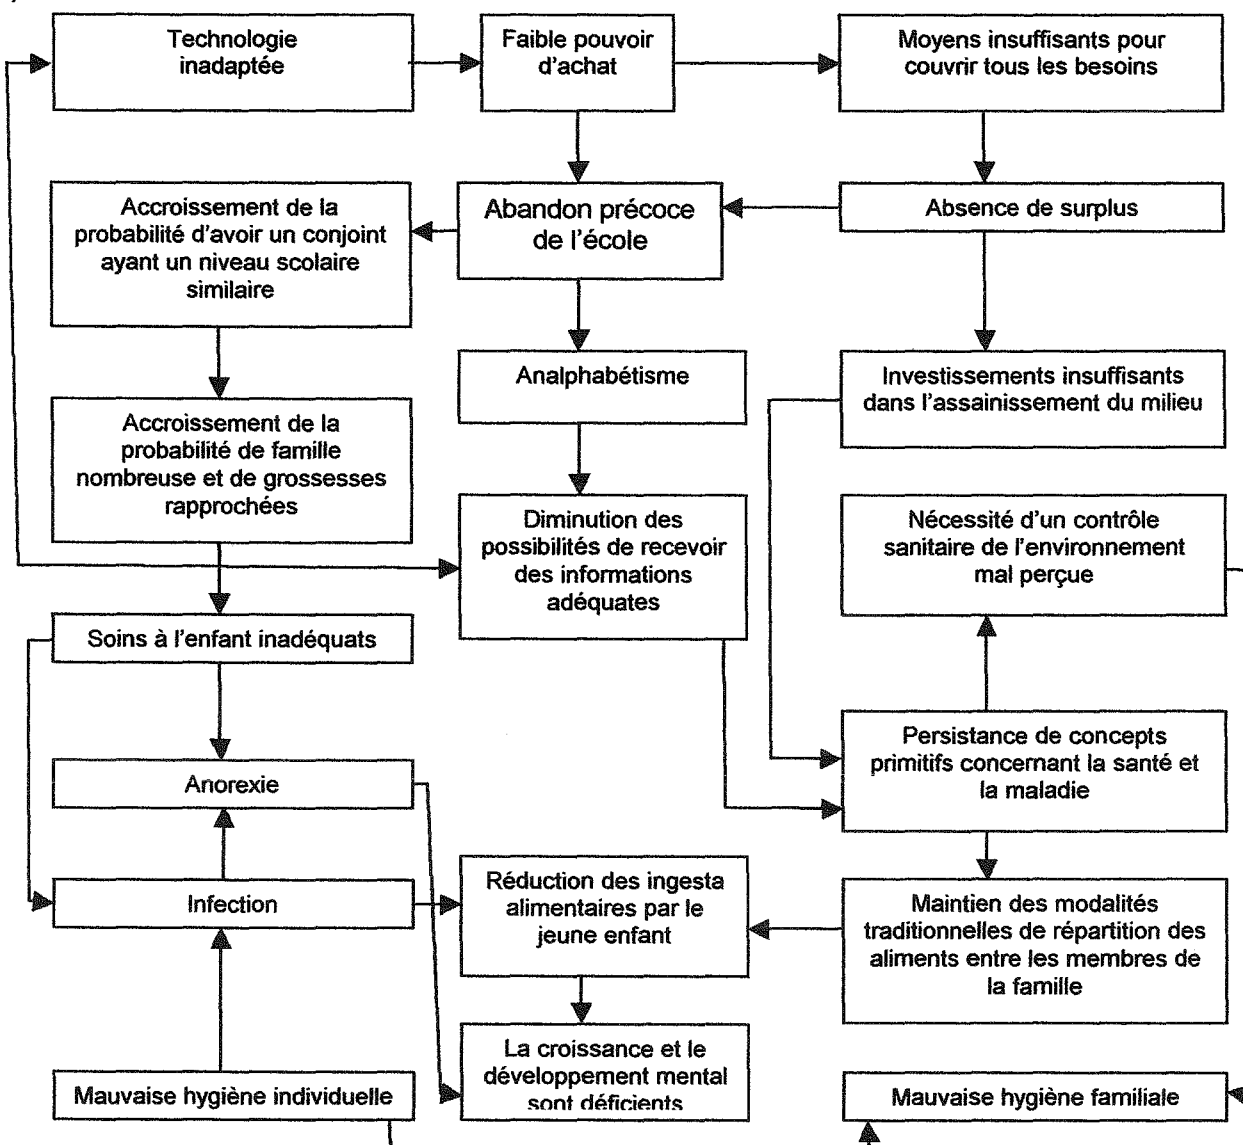 Technologie
inadaptée
Faible pouvoir
d'achat
Moyens insuffisants pour
couvrir tous les besoins
Accroissement de la
probabilité d'avoir un conjoint
ayant un niveau scolaire
similaire
Abandon précoce
de l'école
Absence de surplus
Analphabétisme
Investissements insuffisants
dans l'assainissement du milieu
Accroissement de la
probabilité de famille
nombreuse et de grossesses
rapprochées
Diminution des
possibilités de recevoir
des informations
adéquates
Nécessité d'un contrôle
sanitaire de l'environnement
mal perçue
Soins à l'enfant inadéquats
Persistance de concepts
primitifs concernant la santé et
la maladie
Anorexie
Infection
Réduction des ingesta
alimentaires par le
jeune enfant
Maintien des modalités
traditionnelles de répartition des
aliments entre les membres de
la famille
La croissance et le
développement mental
sont déficients
Mauvaise hygiène individuelle
Mauvaise hygiène familiale